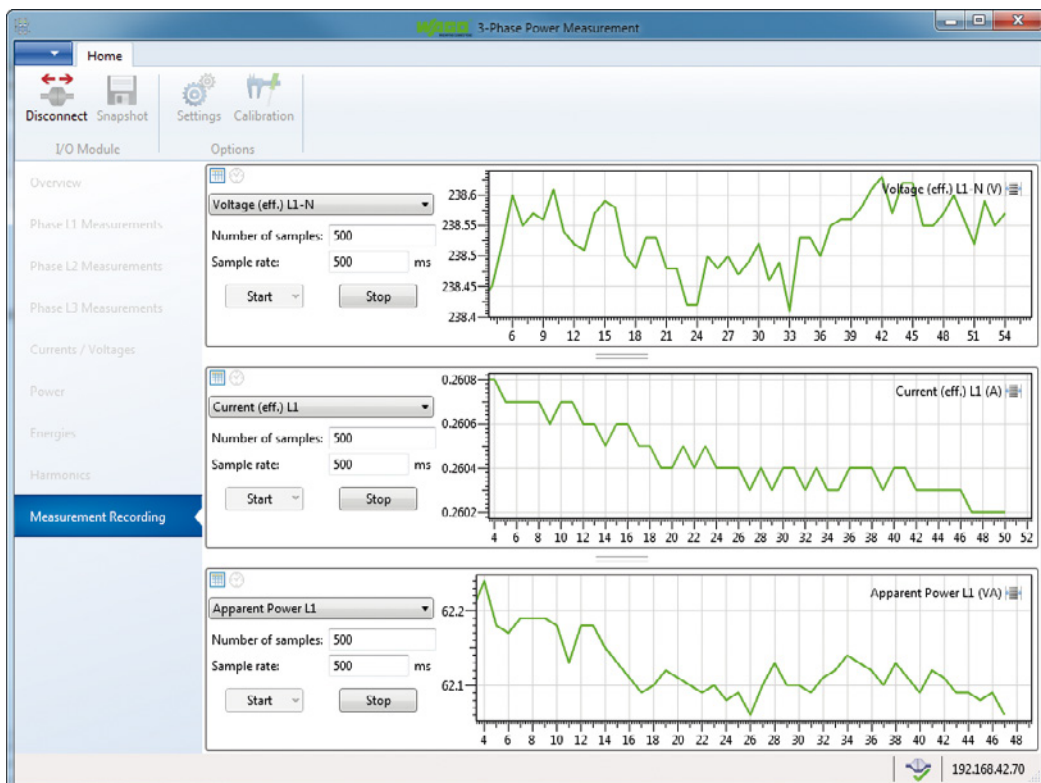 WAGO 3-Phase Power Measurement
Home
Disconnect Snapshot Settings Calibration
I/O Module Options
Overview
Phase L1 Measurements
Phase L2 Measurements
Phase L3 Measurements
Currents / Voltages
Power
Energies
Harmonics
Measurement Recording
Voltage (eff.) L1-N
Number of samples: 500
Sample rate: 500 ms
Start Stop
Voltage (eff.) L1-N (V)
238.6
238.55
238.5
238.45
238.4
6 9 12 15 18 21 24 27 30 33 36 39 42 45 48 51 54
Current (eff.) L1
Number of samples: 500
Sample rate: 500 ms
Start Stop
Current (eff.) L1 (A)
0.2608
0.2606
0.2604
0.2602
4 6 8 10 12 14 16 18 20 22 24 26 28 30 32 34 36 38 40 42 44 46 48 50 52
Apparent Power L1
Number of samples: 500
Sample rate: 500 ms
Start Stop
Apparent Power L1 (VA)
62.2
62.1
4 6 8 10 12 14 16 18 20 22 24 26 28 30 32 34 36 38 40 42 44 46 48
192.168.42.70